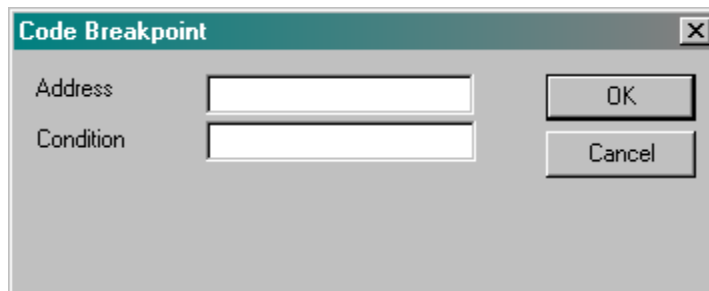 Code Breakpoint
Address
OK
Condition
Cancel